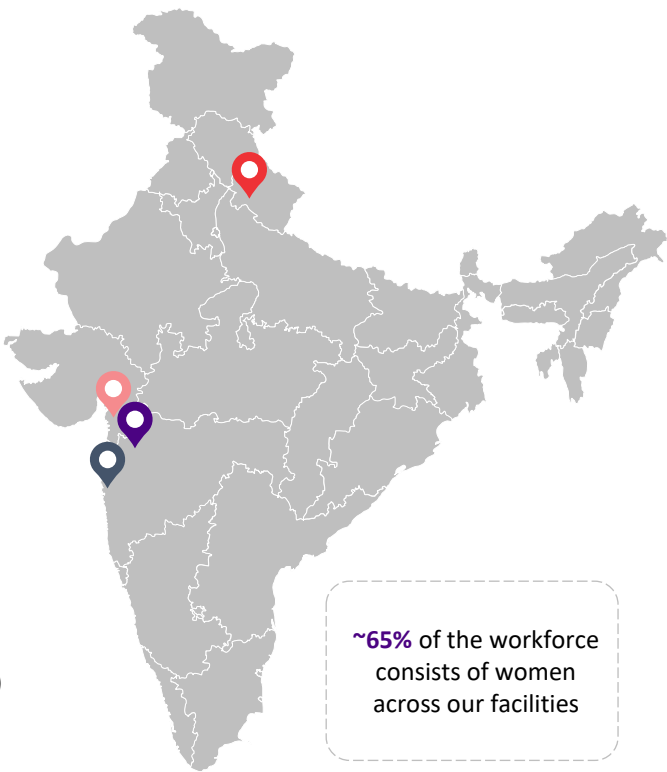 ~65% of the workforce
consists of women
across our facilities